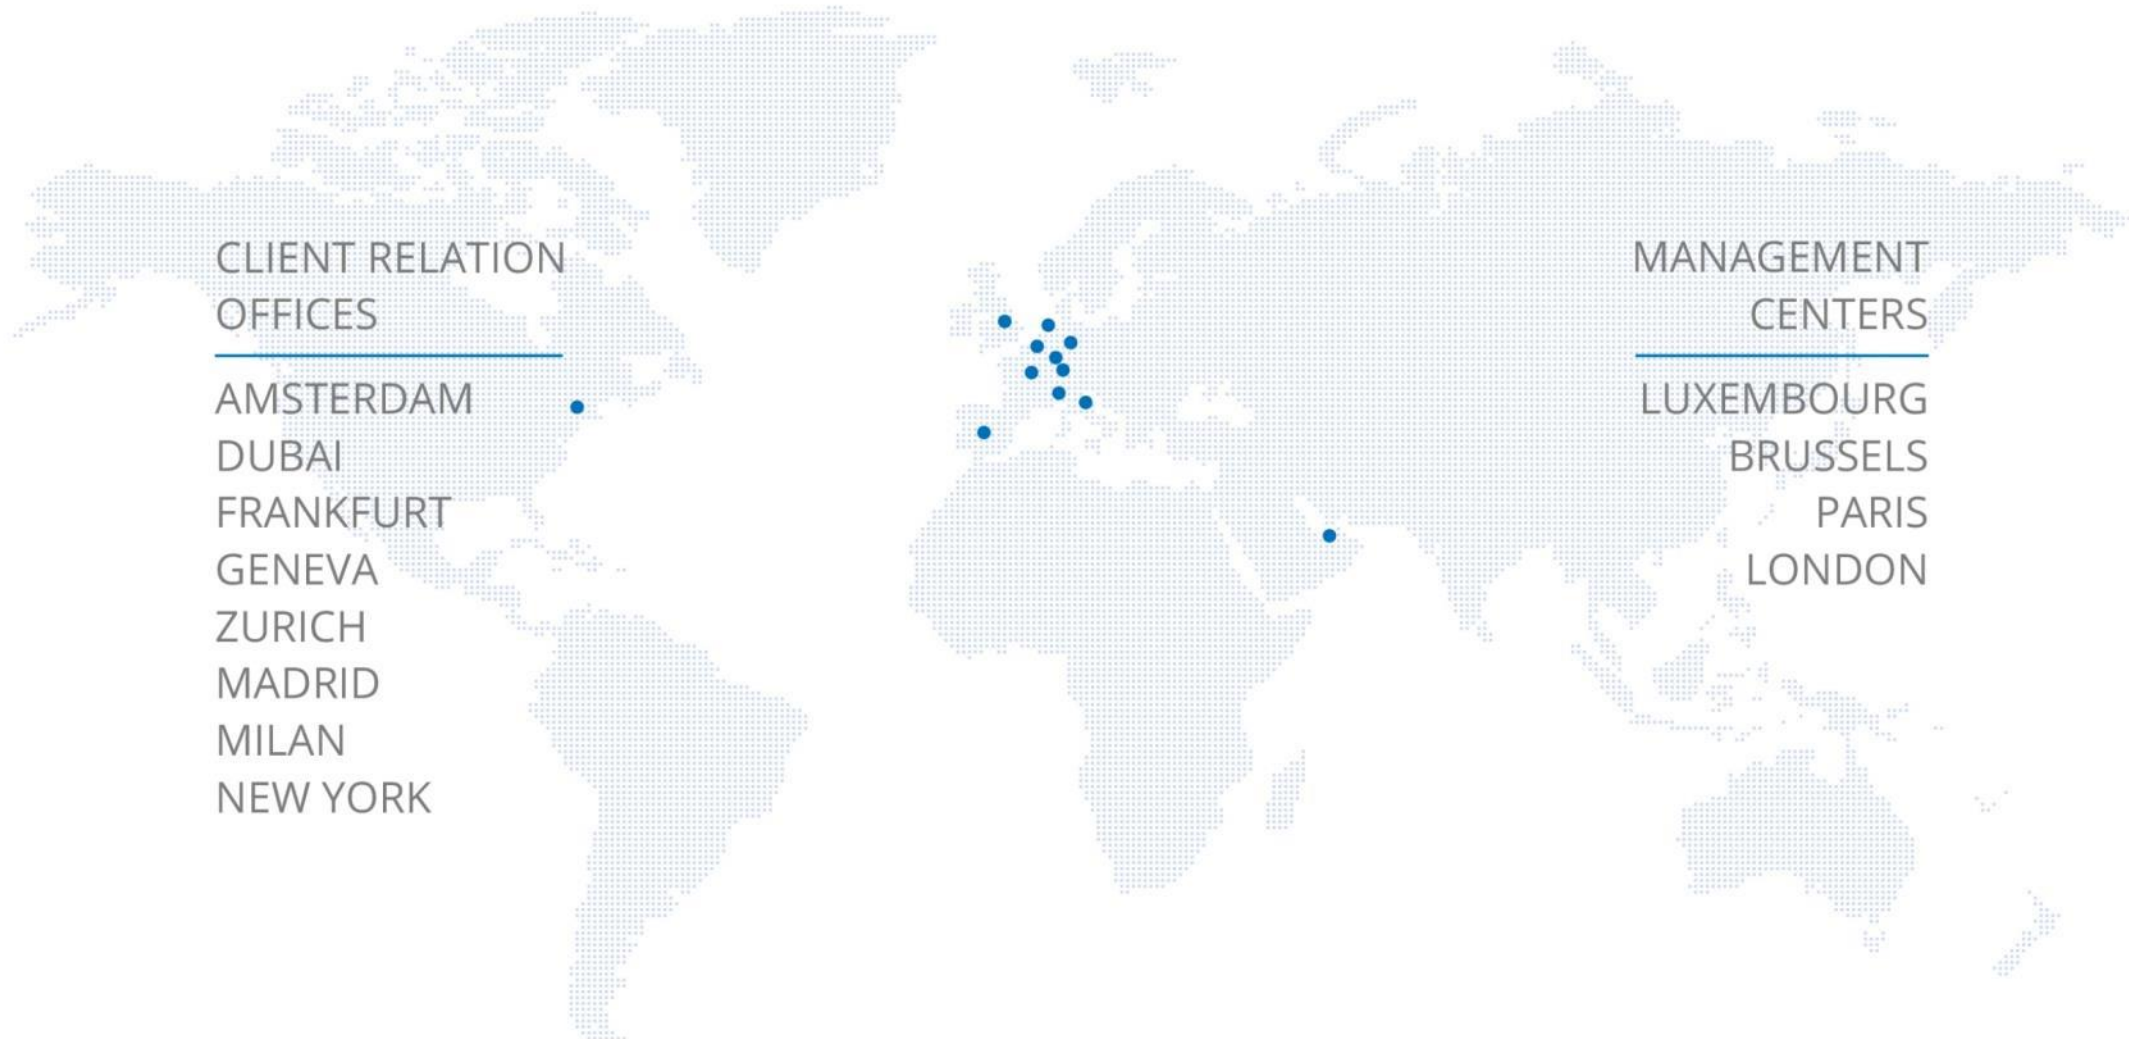 CLIENT RELATION
OFFICES
AMSTERDAM
DUBAI
FRANKFURT
GENEVA
ZURICH
MADRID
MILAN
NEW YORK
MANAGEMENT
CENTERS
LUXEMBOURG
BRUSSELS
PARIS
LONDON